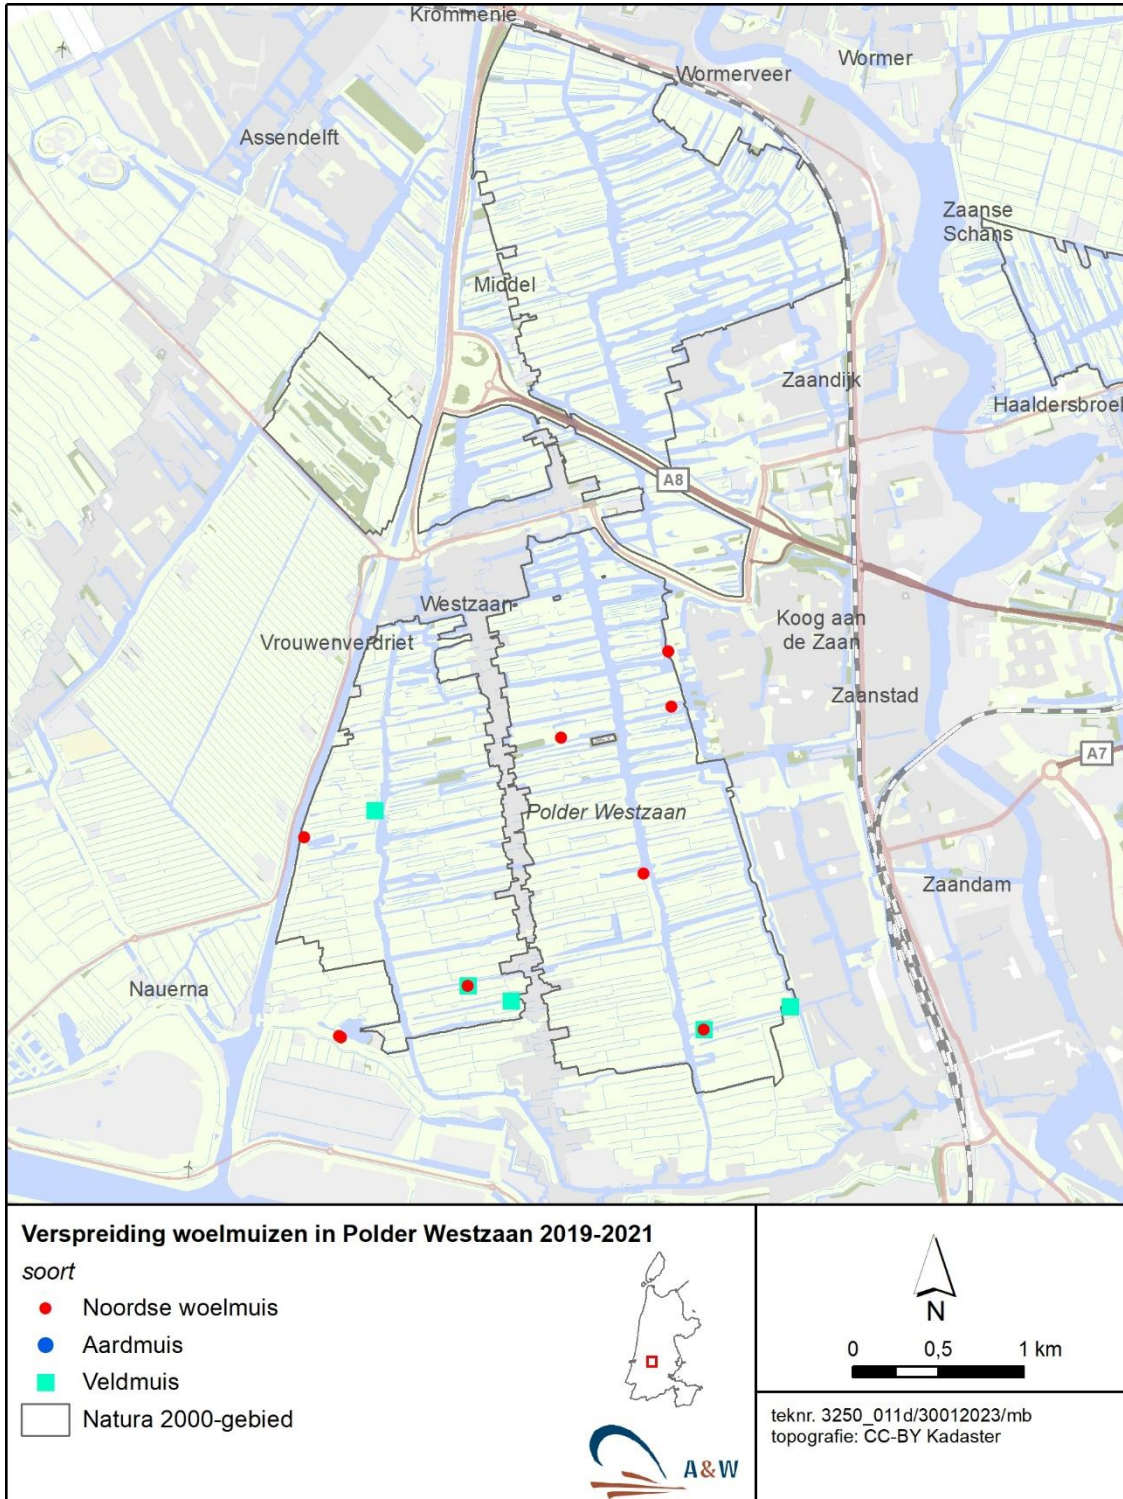 Krommenie
Wormer
Wormerveer
Assendelft
Zaanse
Schans
Middel
Zaandijk
Haaldersbroek
A8
Westzaan
Koog aan
de Zaan
Vrouwenverdriet
Zaanstad
A7
Polder Westzaan
Zaandam
Nauerna
Verspreiding woelmuizen in Polder Westzaan 2019-2021
soort
Noordse woelmuis
Aardmuis
Veldmuis
Natura 2000-gebied
A&W
N
0 0,5 1 km
teknr. 3250_011d/30012023/mb
topografie: CC-BY Kadaster